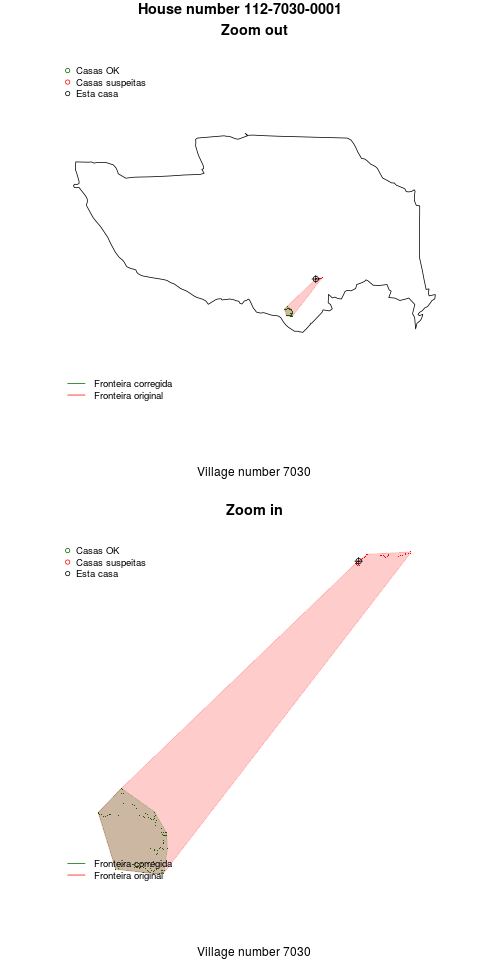 House number 112-7030-0001
Zoom out
Casas OK
Casas suspeitas
Esta casa
Fronteira corregida
Fronteira original
Village number 7030
Zoom in
Casas OK
Casas suspeitas
Esta casa
Fronteira corregida
Fronteira original
Village number 7030